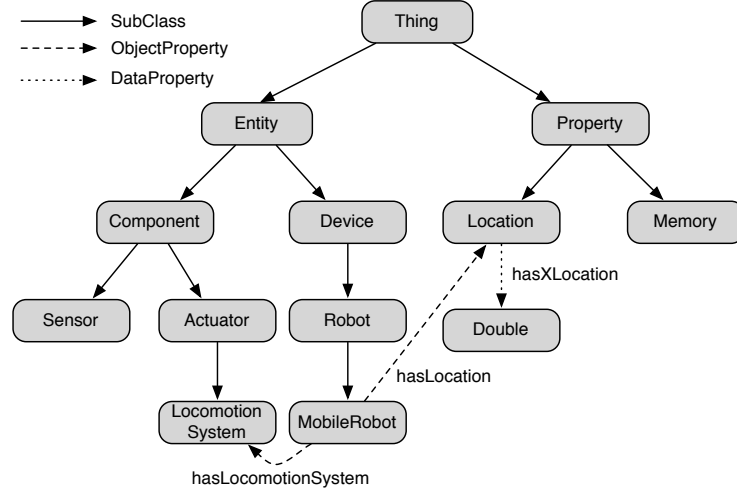 SubClass
ObjectProperty
DataProperty
Thing
Entity
Property
Component
Device
Location
Memory
hasXLocation
Sensor
Actuator
Robot
Double
hasLocation
Locomotion
System
MobileRobot
hasLocomotionSystem